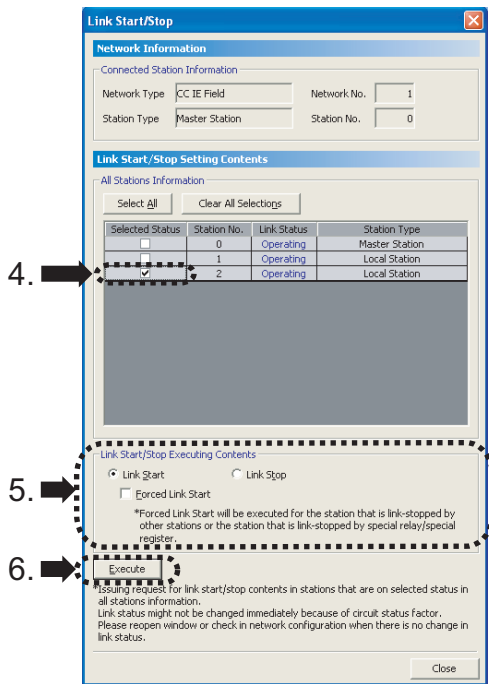 Link Start/Stop
Network Information
Connected Station Information
Network Type CC IE Field Network No. 1
Station Type Master Station Station No. 0
Link Start/Stop Setting Contents
All Stations Information
Select All Clear All Selections
Selected Status Station No. Link Status Station Type
0 Operating Master Station
1 Operating Local Station
4. 2 Operating Local Station
Link Start/Stop Executing Contents
Link Start Link Stop
5. Forced Link Start
*Forced Link Start will be executed for the station that is link-stopped by
other stations or the station that is link-stopped by special relay/special
register.
6. Execute
*Issuing request for link start/stop contents in stations that are on selected status in
all stations information.
Link status might not be changed immediately because of circuit status factor.
Please reopen window or check in network configuration when there is no change in
link status.
Close